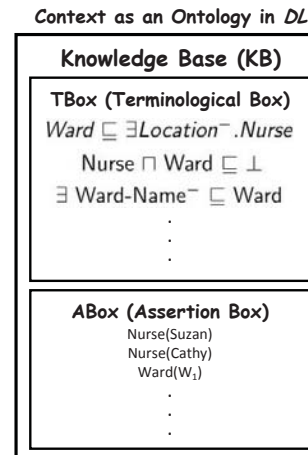 Context as an Ontology in DL
Knowledge Base (KB)
TBox (Terminological Box)
Ward ⊑ ∃Location⁻.Nurse
Nurse ⊓ Ward ⊑ ⊥
∃ Ward-Name⁻ ⊑ Ward
.
.
.
ABox (Assertion Box)
Nurse(Suzan)
Nurse(Cathy)
Ward(W₁)
.
.
.